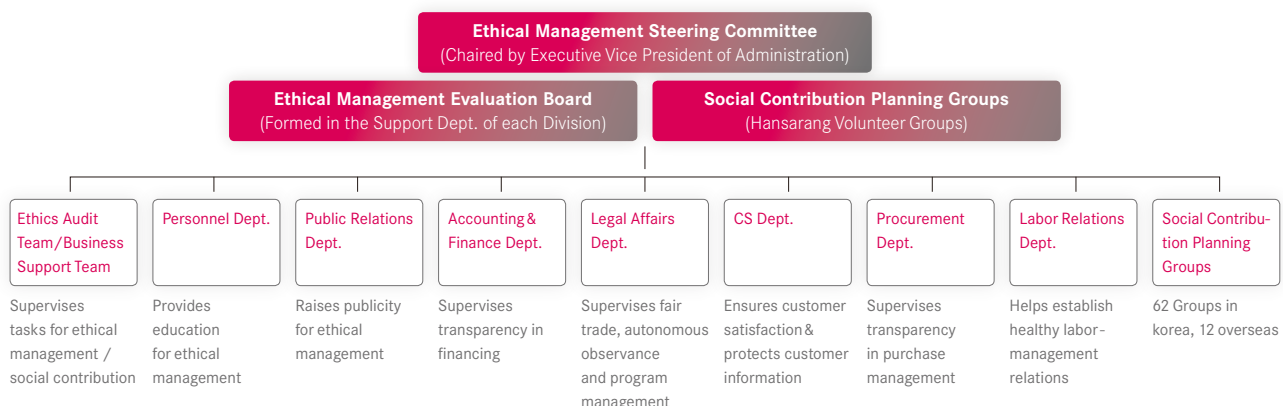 Ethical Management Steering Committee
(Chaired by Executive Vice President of Administration)
Ethical Management Evaluation Board
(Formed in the Support Dept. of each Division)
Social Contribution Planning Groups
(Hansarang Volunteer Groups)
Ethics Audit
Team/Business
Support Team
Supervises
tasks for ethical
management /
social contribution
Personnel Dept.
Provides
education
for ethical
management
Public Relations
Dept.
Raises publicity
for ethical
management
Accounting &
Finance Dept.
Supervises
transparency in
financing
Legal Affairs
Dept.
Supervises fair
trade, autonomous
observance
and program
management
CS Dept.
Ensures customer
satisfaction &
protects customer
information
Procurement
Dept.
Supervises
transparency
in purchase
management
Labor Relations
Dept.
Helps establish
healthy labor-
management
relations
Social Contribu-
tion Planning
Groups
62 Groups in
korea, 12 overseas